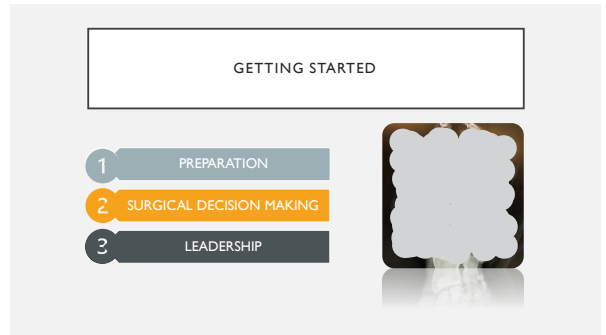 GETTING STARTED
1 PREPARATION
2 SURGICAL DECISION MAKING
3 LEADERSHIP